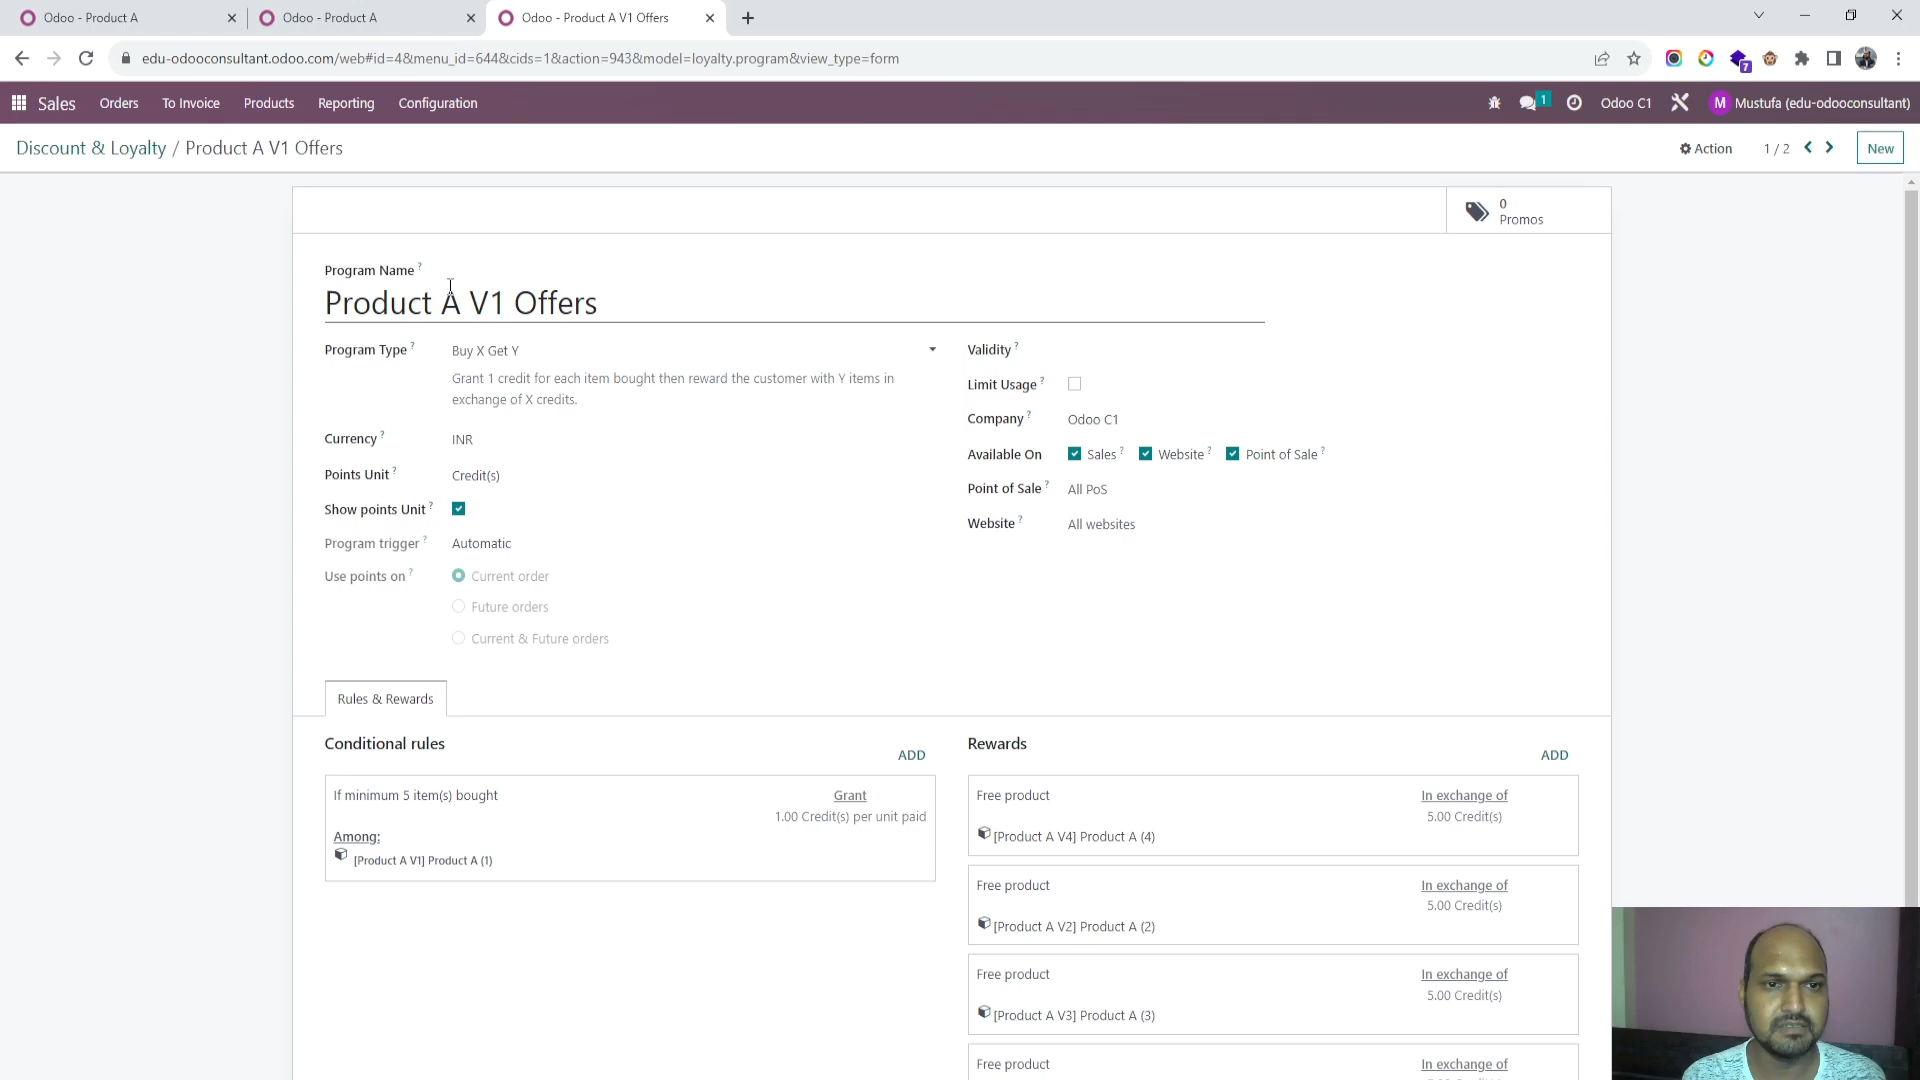 Odoo - Product A
Odoo - Product A
Odoo - Product A V1 Offers
edu-odooconsultant.odoo.com/web#id=4&menu_id=644&cids=1&action=943&model=loyalty.program&view_type=form
7
Sales Orders To Invoice Products Reporting Configuration
1 Odoo C1 M Mustufa (edu-odooconsultant)
Discount & Loyalty / Product A V1 Offers
Action 1 / 2 New
0
Promos
Program Name ?
Product A V1 Offers
Program Type ? Buy X Get Y
Grant 1 credit for each item bought then reward the customer with Y items in
exchange of X credits.
Currency ? INR
Points Unit ? Credit(s)
Show points Unit ?
Program trigger ? Automatic
Use points on ? Current order
Future orders
Current & Future orders
Validity ?
Limit Usage ?
Company ? Odoo C1
Available On Sales ? Website ? Point of Sale ?
Point of Sale ? All PoS
Website ? All websites
Rules & Rewards
Conditional rules
ADD
If minimum 5 item(s) bought Grant
1.00 Credit(s) per unit paid
Among:
[Product A V1] Product A (1)
Rewards
ADD
Free product In exchange of
5.00 Credit(s)
[Product A V4] Product A (4)
Free product In exchange of
5.00 Credit(s)
[Product A V2] Product A (2)
Free product In exchange of
5.00 Credit(s)
[Product A V3] Product A (3)
Free product In exchange of